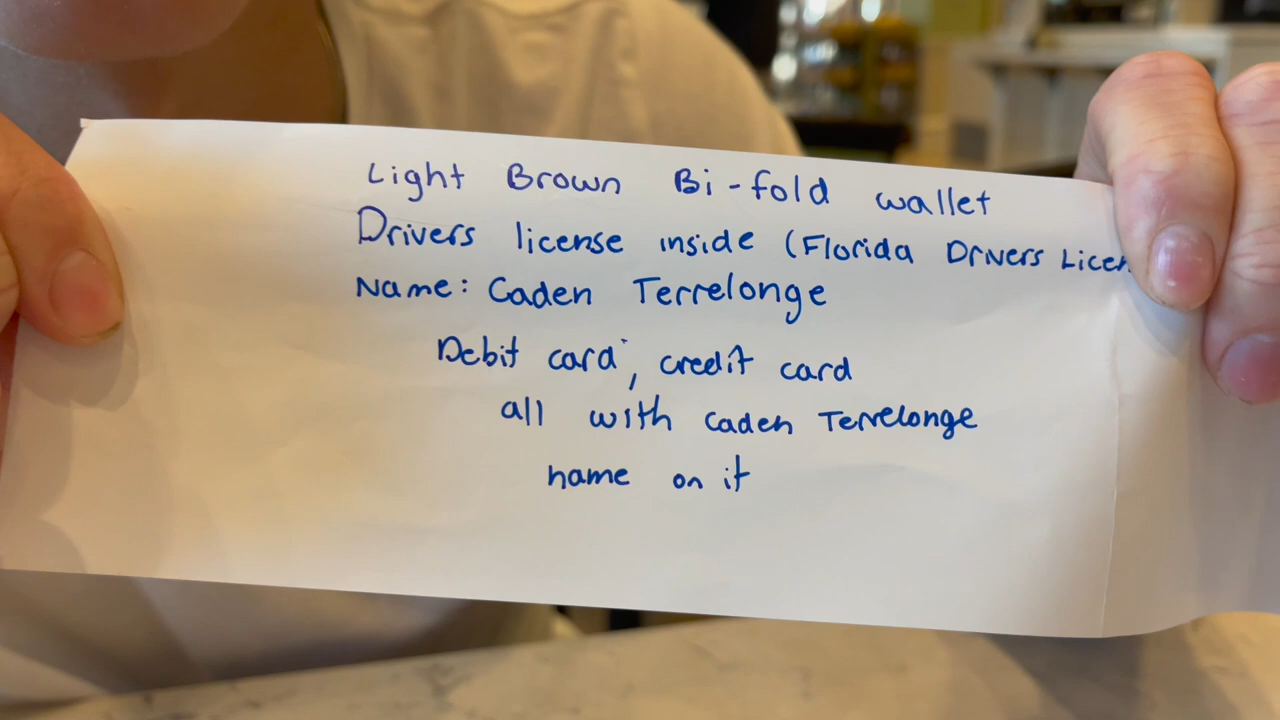 Light Brown Bi-fold wallet
Drivers license inside (Florida Drivers Licen
Name: Caden Terrelonge
Debit card, credit card
all with Caden Terrelonge
name on it